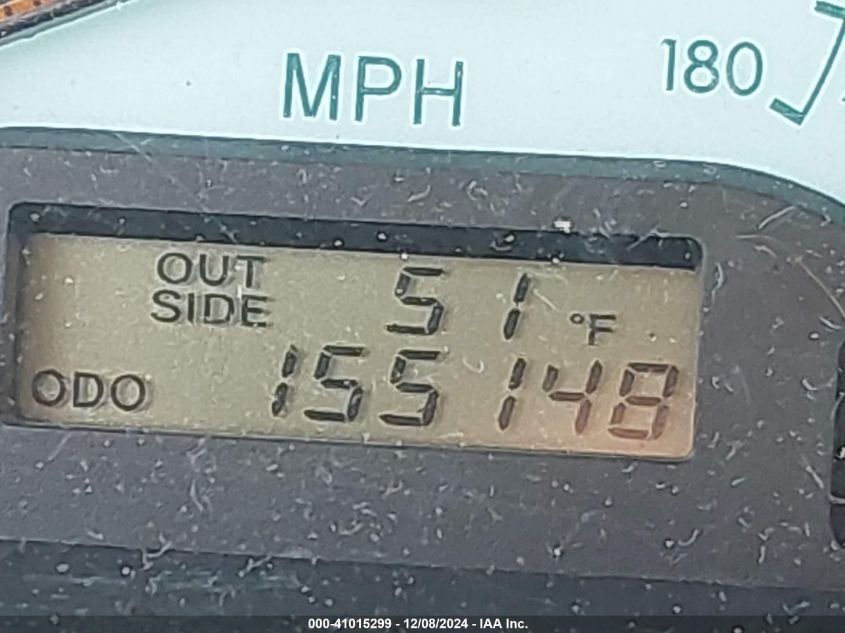 MPH
180
OUT
SIDE 51 °F
ODO 155148
000-41015299 - 12/08/2024 - IAA Inc.